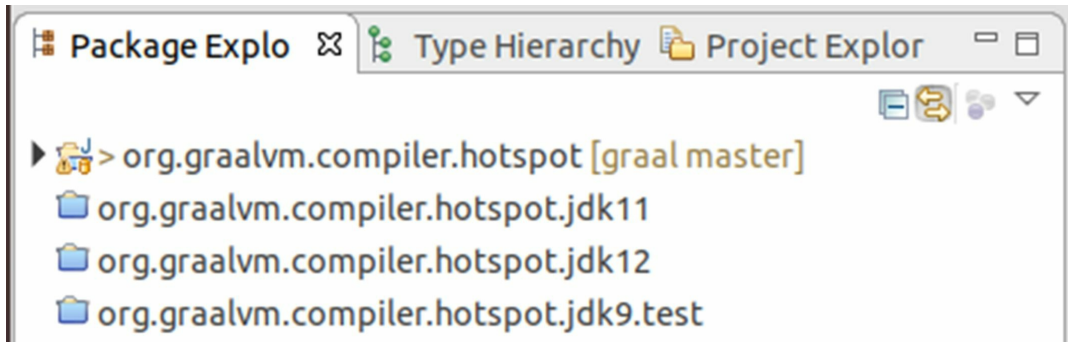 Package Explo Type Hierarchy Project Explor
> org.graalvm.compiler.hotspot [graal master]
org.graalvm.compiler.hotspot.jdk11
org.graalvm.compiler.hotspot.jdk12
org.graalvm.compiler.hotspot.jdk9.test